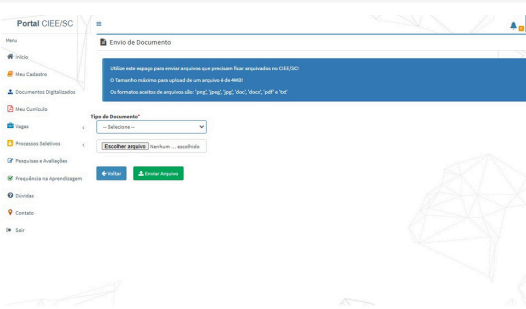 Portal CIEE/SC
Menu
Início
Meu Cadastro
Documentos Digitalizados
Meu Currículo
Vagas
Processos Seletivos
Pesquisas e Avaliações
Frequência na Aprendizagem
Dúvidas
Contato
Sair
Envio de Documento
Utilize este espaço para enviar arquivos que precisam ficar arquivados no CIEE/SC!
O Tamanho máximo para upload de um arquivo é de 4MB!
Os formatos aceitos de arquivos são: 'png', 'jpeg', 'jpg', 'doc', 'docx', 'pdf' e 'txt'
Tipo de Documento*
-- Selecione --
Escolher arquivo Nenhum ... escolhido
Voltar Enviar Arquivo